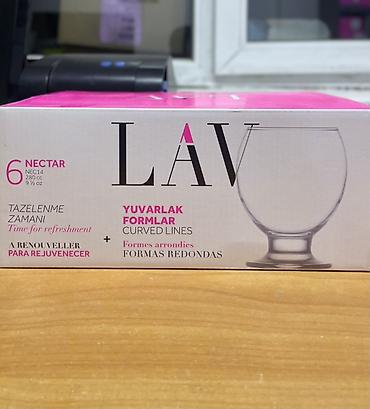 LAV
6 NECTAR
NEC14
280 cc
9 ½ oz
TAZELENME
ZAMANI
Time for refreshment
A RENOUVELLER
PARA REJUVENECER
+
YUVARLAK
FORMLAR
CURVED LINES
Formes arrondies
FORMAS REDONDAS